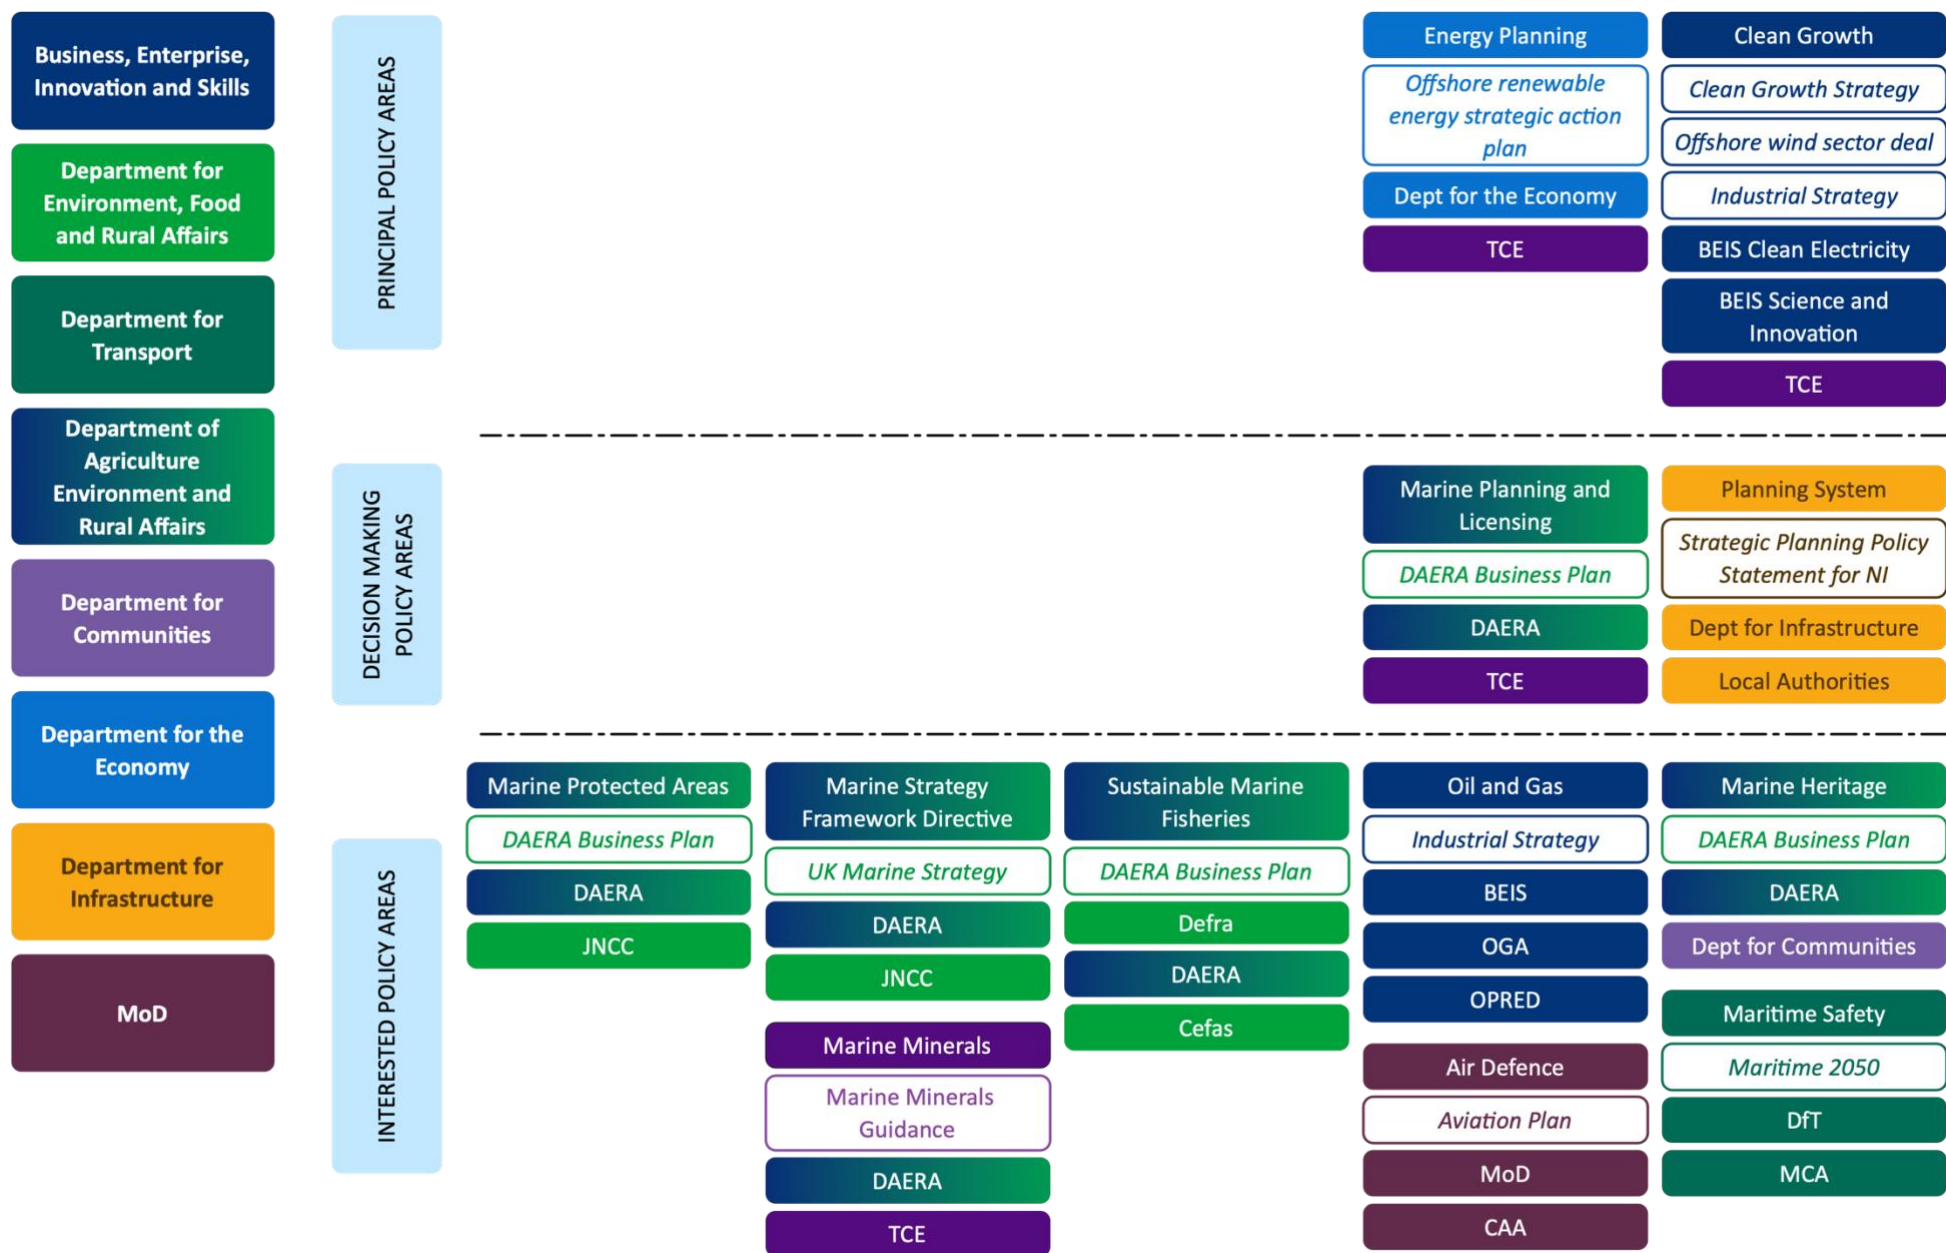 Business, Enterprise,
Innovation and Skills
Department for
Environment, Food
and Rural Affairs
Department for
Transport
Department of
Agriculture
Environment and
Rural Affairs
Department for
Communities
Department for the
Economy
Department for
Infrastructure
MoD
PRINCIPAL POLICY AREAS
Energy Planning
Offshore renewable
energy strategic action
plan
Dept for the Economy
TCE
Clean Growth
Clean Growth Strategy
Offshore wind sector deal
Industrial Strategy
BEIS Clean Electricity
BEIS Science and
Innovation
TCE
DECISION MAKING
POLICY AREAS
Marine Planning and
Licensing
DAERA Business Plan
DAERA
TCE
Planning System
Strategic Planning Policy
Statement for NI
Dept for Infrastructure
Local Authorities
INTERESTED POLICY AREAS
Marine Protected Areas
DAERA Business Plan
DAERA
JNCC
Marine Strategy
Framework Directive
UK Marine Strategy
DAERA
JNCC
Marine Minerals
Marine Minerals
Guidance
DAERA
TCE
Sustainable Marine
Fisheries
DAERA Business Plan
Defra
DAERA
Cefas
Oil and Gas
Industrial Strategy
BEIS
OGA
OPRED
Air Defence
Aviation Plan
MoD
CAA
Marine Heritage
DAERA Business Plan
DAERA
Dept for Communities
Maritime Safety
Maritime 2050
DfT
MCA